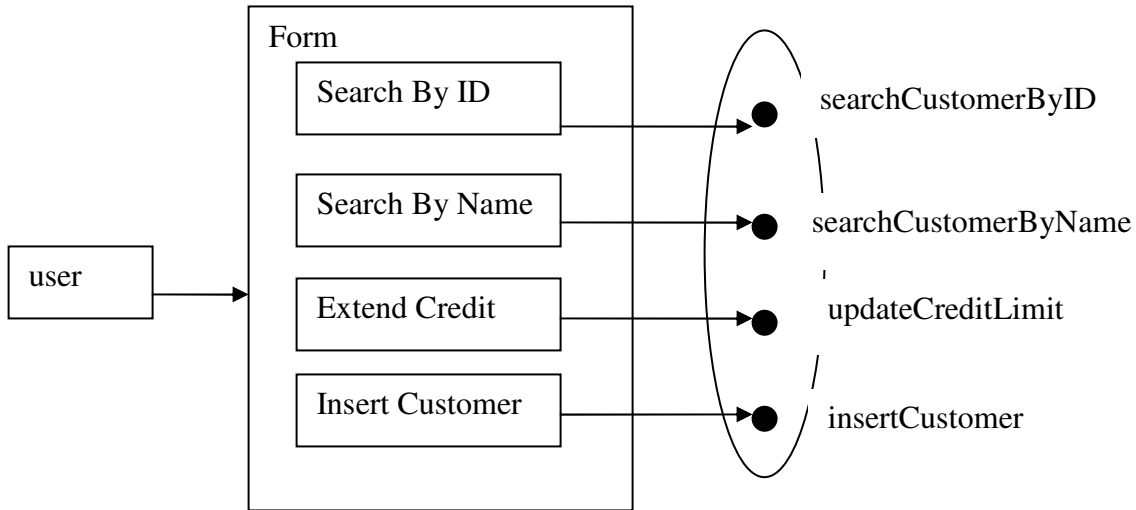 Form
Search By ID
searchCustomerByID
Search By Name
searchCustomerByName
user
Extend Credit
updateCreditLimit
Insert Customer
insertCustomer